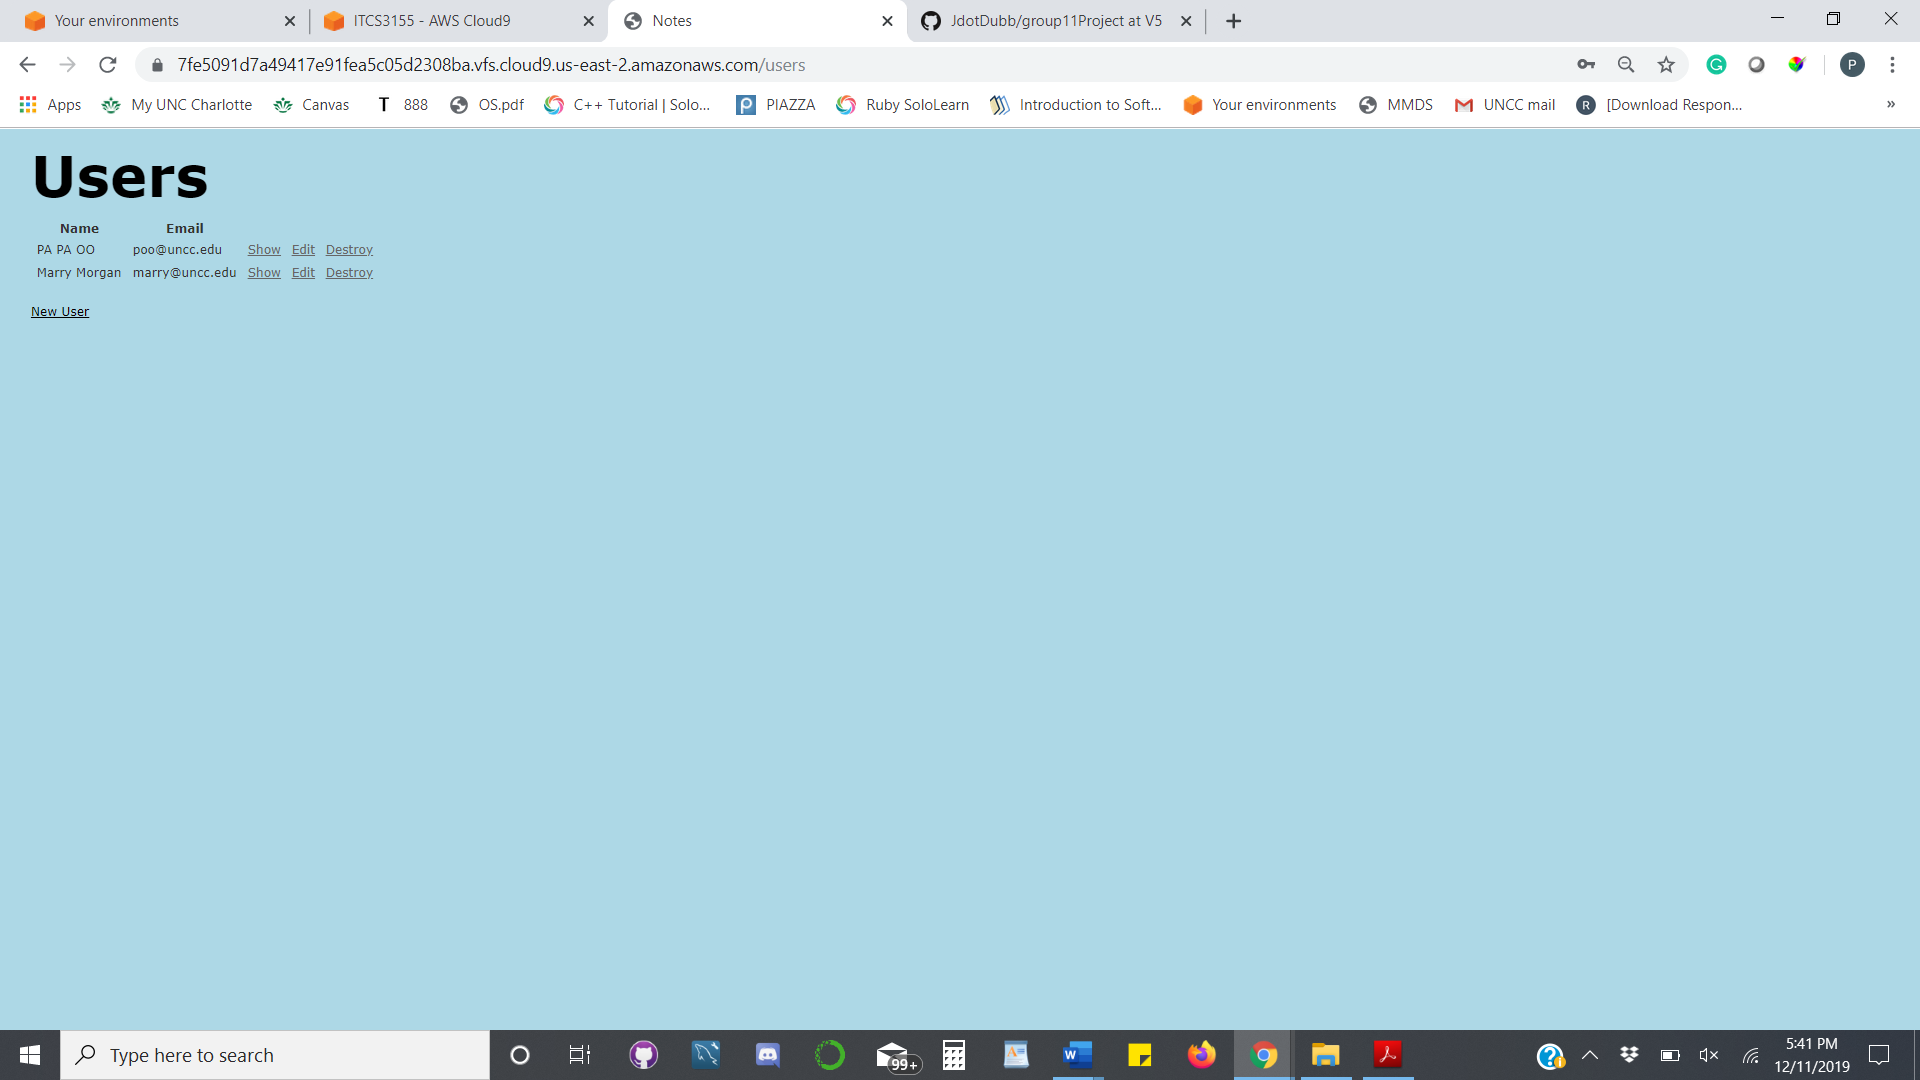 Your environments
ITCS3155 - AWS Cloud9
Notes
JdotDubb/group11Project at V5
7fe5091d7a49417e91fea5c05d2308ba.vfs.cloud9.us-east-2.amazonaws.com/users
P
Apps My UNC Charlotte Canvas T 888 OS.pdf C++ Tutorial | Solo... PIAZZA Ruby SoloLearn Introduction to Soft... Your environments MMDS UNCC mail R [Download Respon... »
Users
Name Email
PA PA OO poo@uncc.edu Show Edit Destroy
Marry Morgan marry@uncc.edu Show Edit Destroy
New User
Type here to search
99+
5:41 PM
12/11/2019